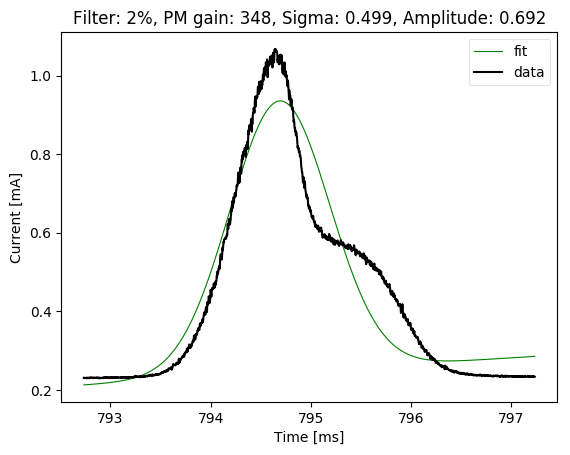 Filter: 2%, PM gain: 348, Sigma: 0.499, Amplitude: 0.692
fit
data
1.0
0.8
0.6
0.4
0.2
Current [mA]
793
794
795
796
797
Time [ms]